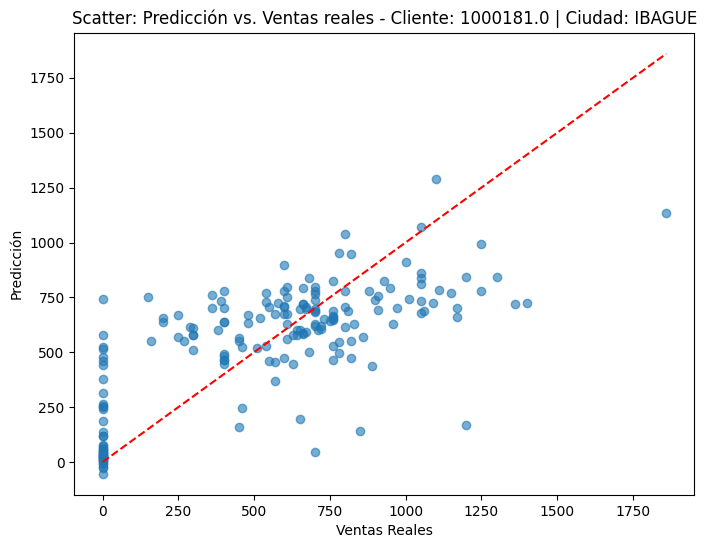 Scatter: Predicción vs. Ventas reales - Cliente: 1000181.0 | Ciudad: IBAGUE
Predicción
1750
1500
1250
1000
750
500
250
0
0 250 500 750 1000 1250 1500 1750
Ventas Reales